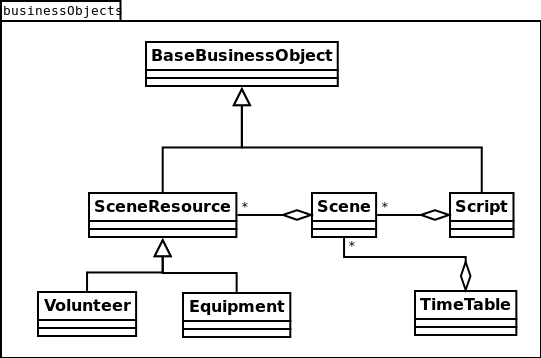 businessObjects
BaseBusinessObject
SceneResource
*
Scene
*
Script
*
Volunteer
Equipment
TimeTable